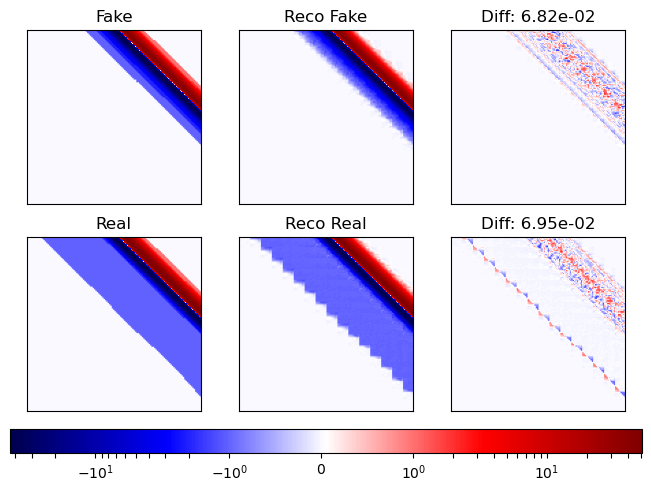 Fake Reco Fake Diff: 6.82e-02
Real Reco Real Diff: 6.95e-02
−10¹ −10⁰ 0 10⁰ 10¹